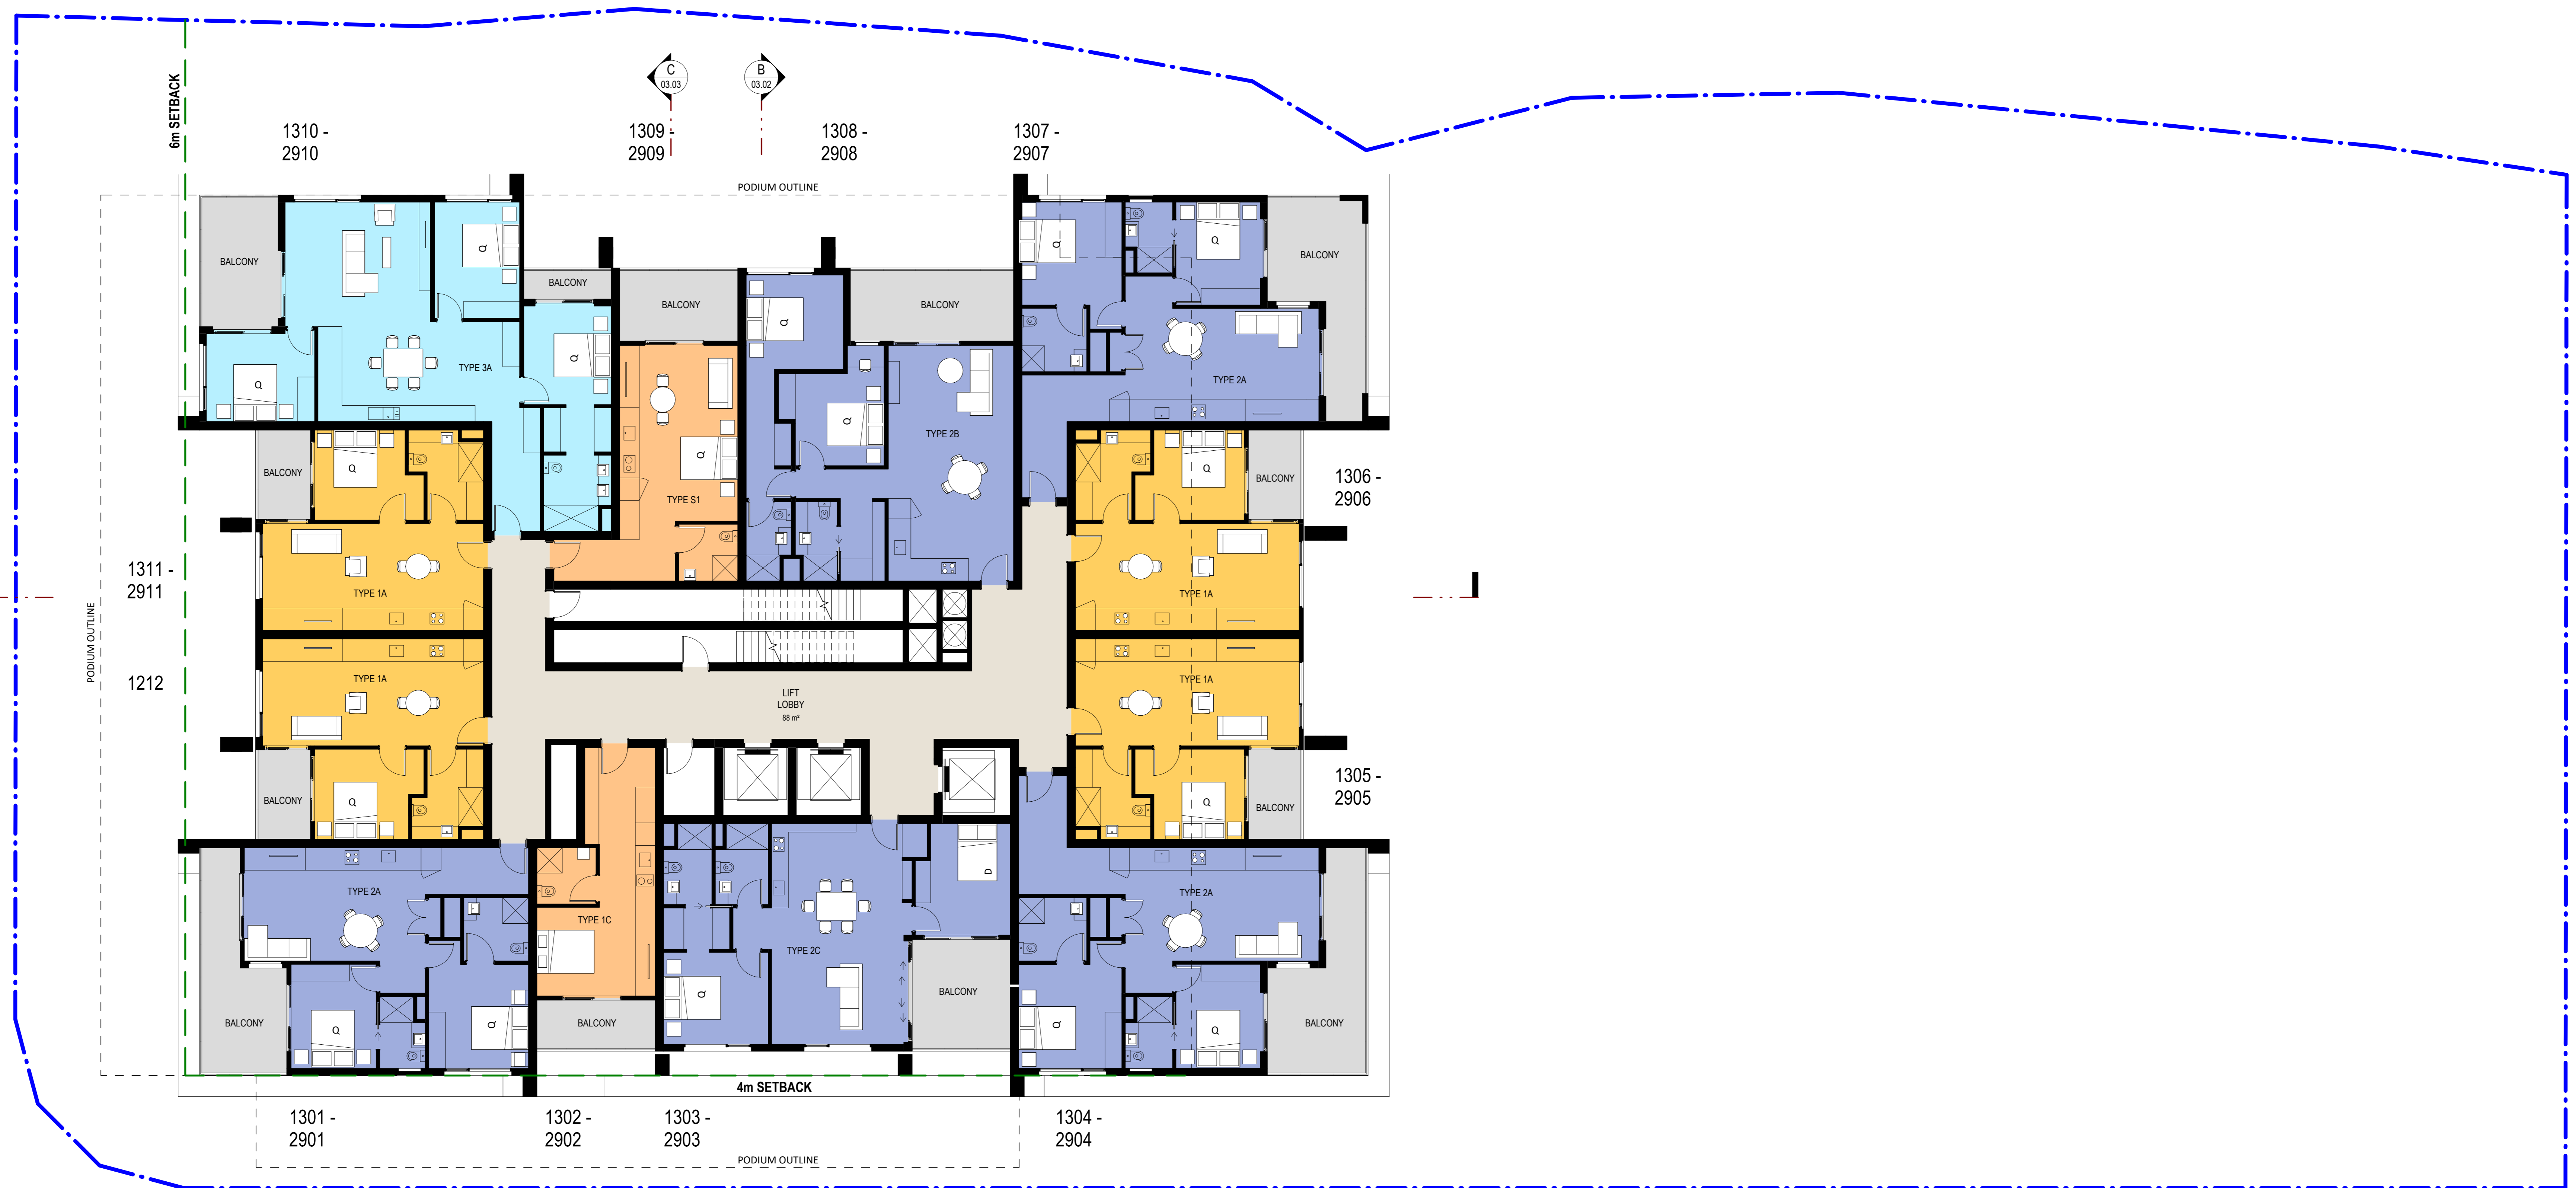 C
03.03
B
03.02
6m SETBACK
1310 -
2910
1309 -
2909
1308 -
2908
1307 -
2907
PODIUM OUTLINE
BALCONY
Q
BALCONY
Q
Q
TYPE 3A
BALCONY
TYPE S1
Q
BALCONY
Q
Q
TYPE 2B
Q
Q
BALCONY
TYPE 2A
BALCONY
Q
TYPE 1A
1311 -
2911
PODIUM OUTLINE
1212
TYPE 1A
BALCONY
Q
Q
BALCONY
TYPE 1A
1306 -
2906
TYPE 1A
Q
BALCONY
1305 -
2905
LIFT
LOBBY
88 m²
TYPE 2A
BALCONY
Q
Q
TYPE 1C
BALCONY
TYPE 2C
Q
D
BALCONY
TYPE 2A
Q
Q
BALCONY
4m SETBACK
1301 -
2901
1302 -
2902
1303 -
2903
1304 -
2904
PODIUM OUTLINE